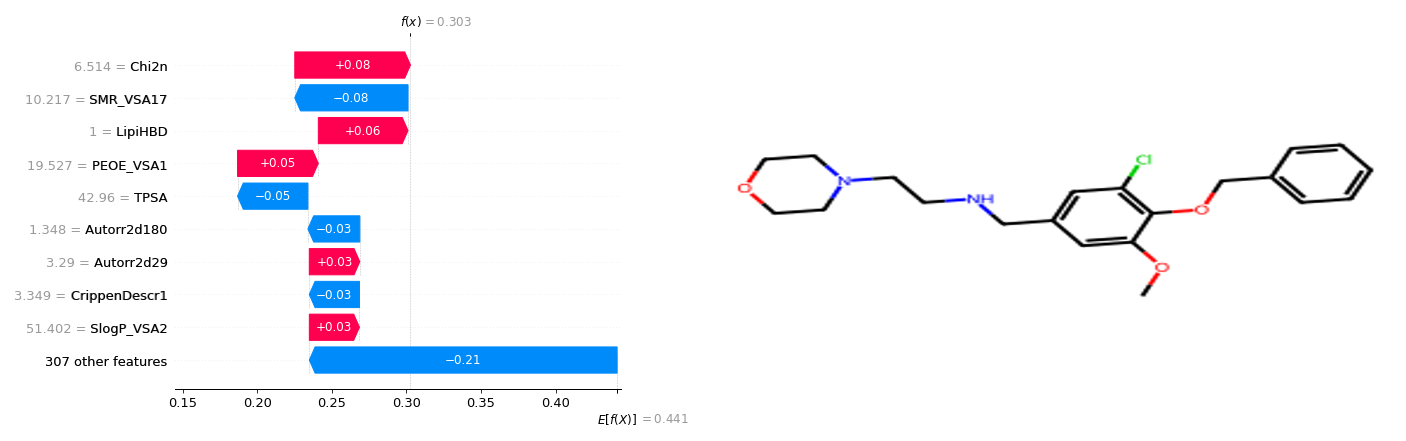 f(x) = 0.303
6.514 = Chi2n
+0.08
10.217 = SMR_VSA17
−0.08
1 = LipiHBD
+0.06
19.527 = PEOE_VSA1
+0.05
42.96 = TPSA
−0.05
1.348 = Autorr2d180
−0.03
3.29 = Autorr2d29
+0.03
3.349 = CrippenDescr1
−0.03
51.402 = SlogP_VSA2
+0.03
307 other features
−0.21
0.15 0.20 0.25 0.30 0.35 0.40
E[f(X)] = 0.441
Cl
N
NH
O
O
O